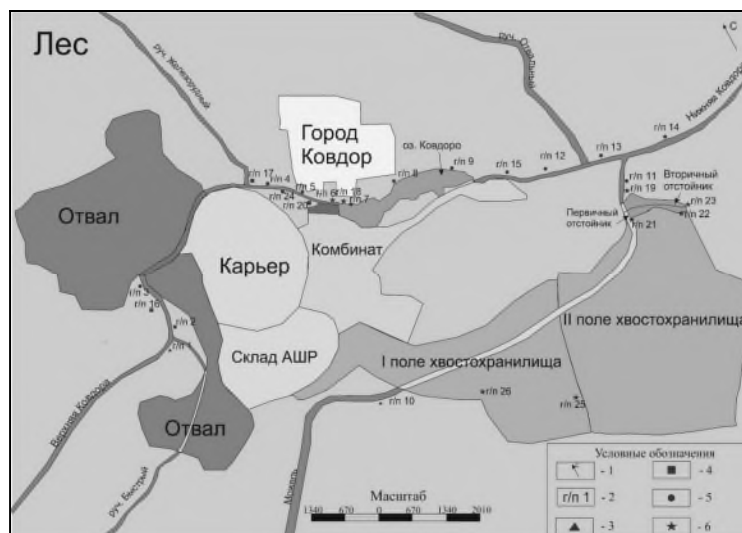 Лес
С
руч. Железорудный
руч. Отвальный
Нижняя Ковдора
Город
Ковдор
оз. Ковдоро
r/n 14
r/n 13
r/n 12
r/n 15
r/n 9
r/n 8
r/n 17
r/n 4
r/n 5
r/n 24
r/n 20
r/n 6
r/n 18
r/n 7
r/n 11
r/n 19
Вторичный
отстойник
r/n 23
r/n 22
r/n 21
Первичный
отстойник
Отвал
Карьер
Комбинат
r/n 3
r/n 16
r/n 2
r/n 1
Склад АШР
I поле хвостохранилища
II поле хвостохранилища
r/n 26
r/n 25
r/n 10
Верхняя Ковдора
Отвал
руч. Быстрый
Можель
Масштаб
1340 670 0 670 1340 2010
Условные обозначения
- 1
- 4
r/n 1 - 2
- 5
- 3
- 6